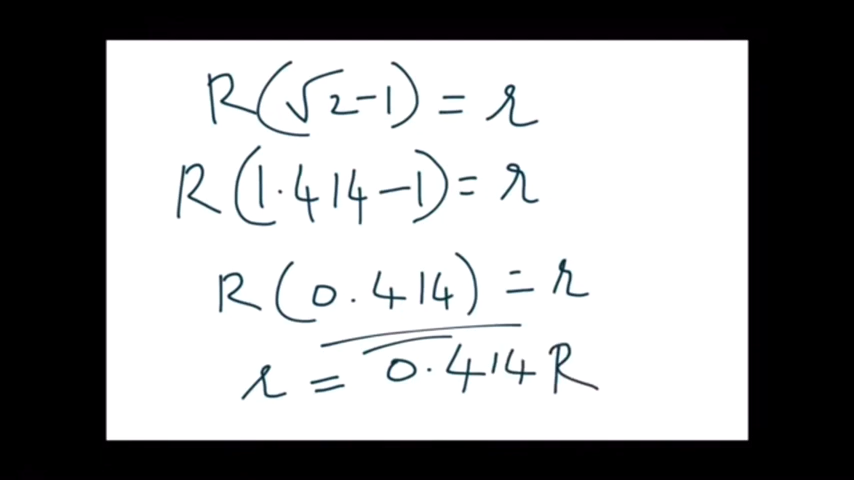 R(√2-1) = r
R(1.414-1) = r
R(0.414) = r
r = 0.414R